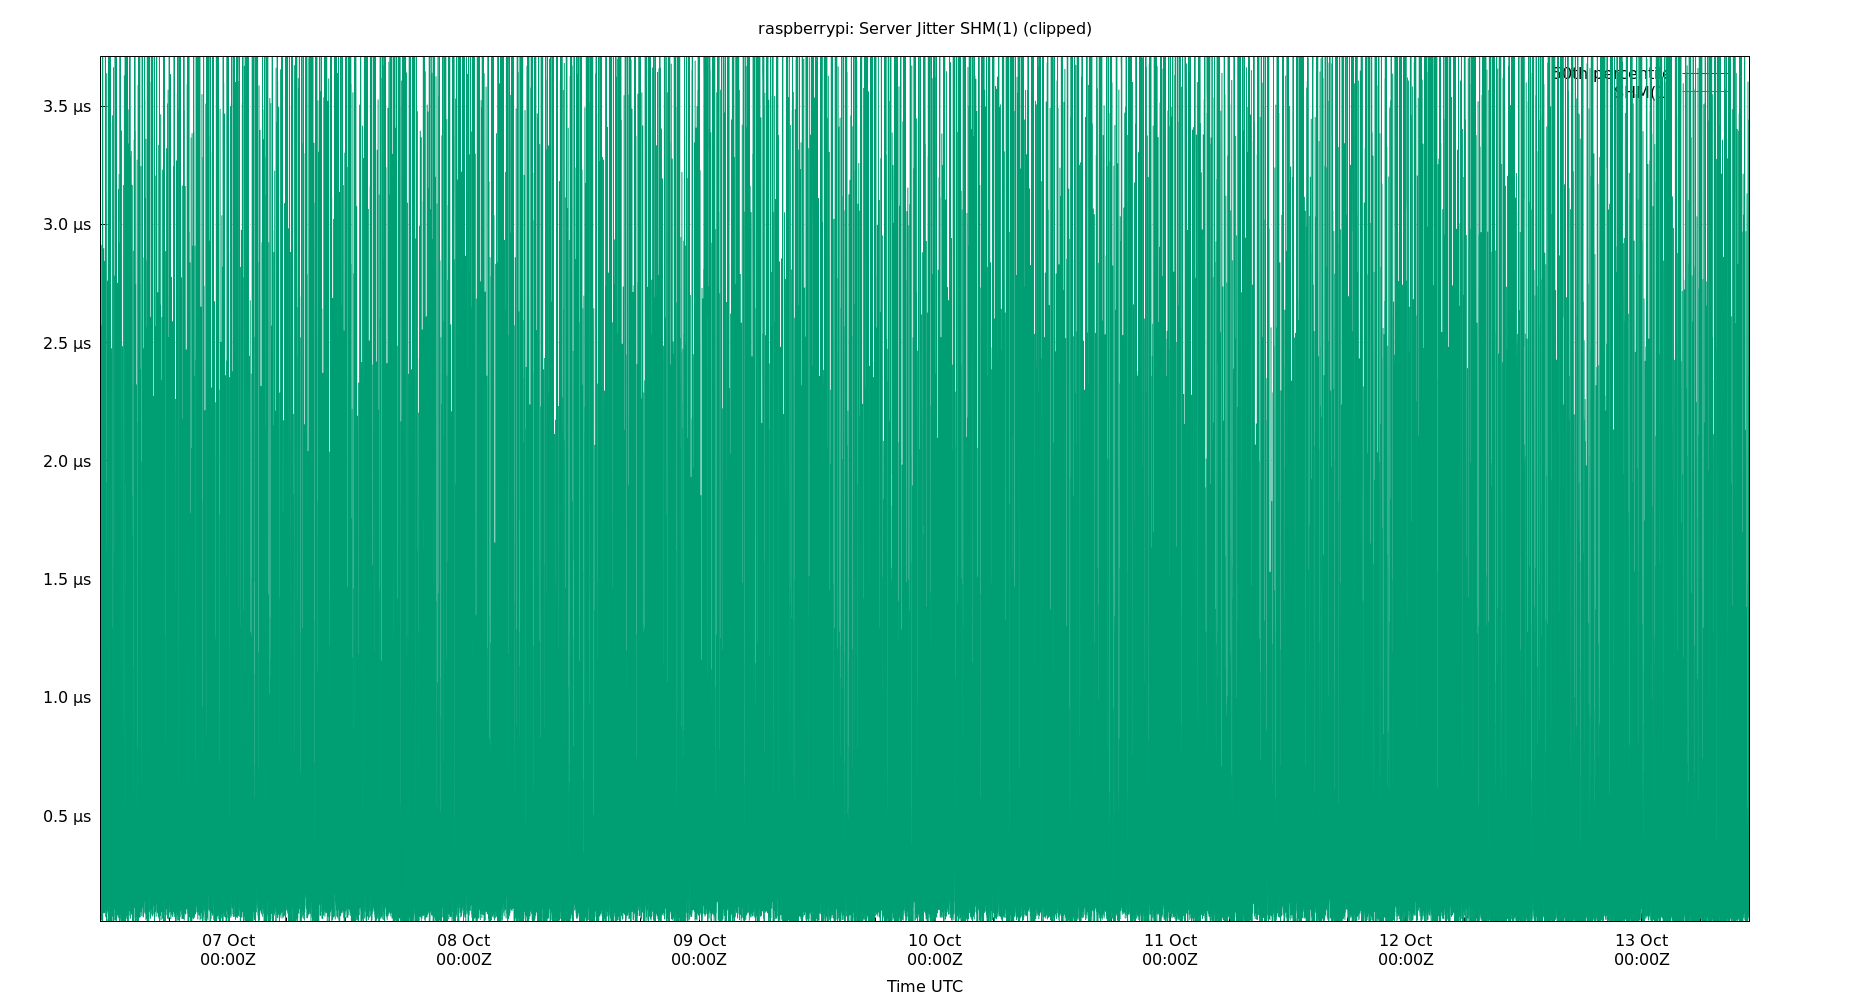 raspberrypi: Server Jitter SHM(1) (clipped)
3.5 µs
3.0 µs
2.5 µs
2.0 µs
1.5 µs
1.0 µs
0.5 µs
07 Oct
00:00Z
08 Oct
00:00Z
09 Oct
00:00Z
10 Oct
00:00Z
11 Oct
00:00Z
12 Oct
00:00Z
13 Oct
00:00Z
Time UTC